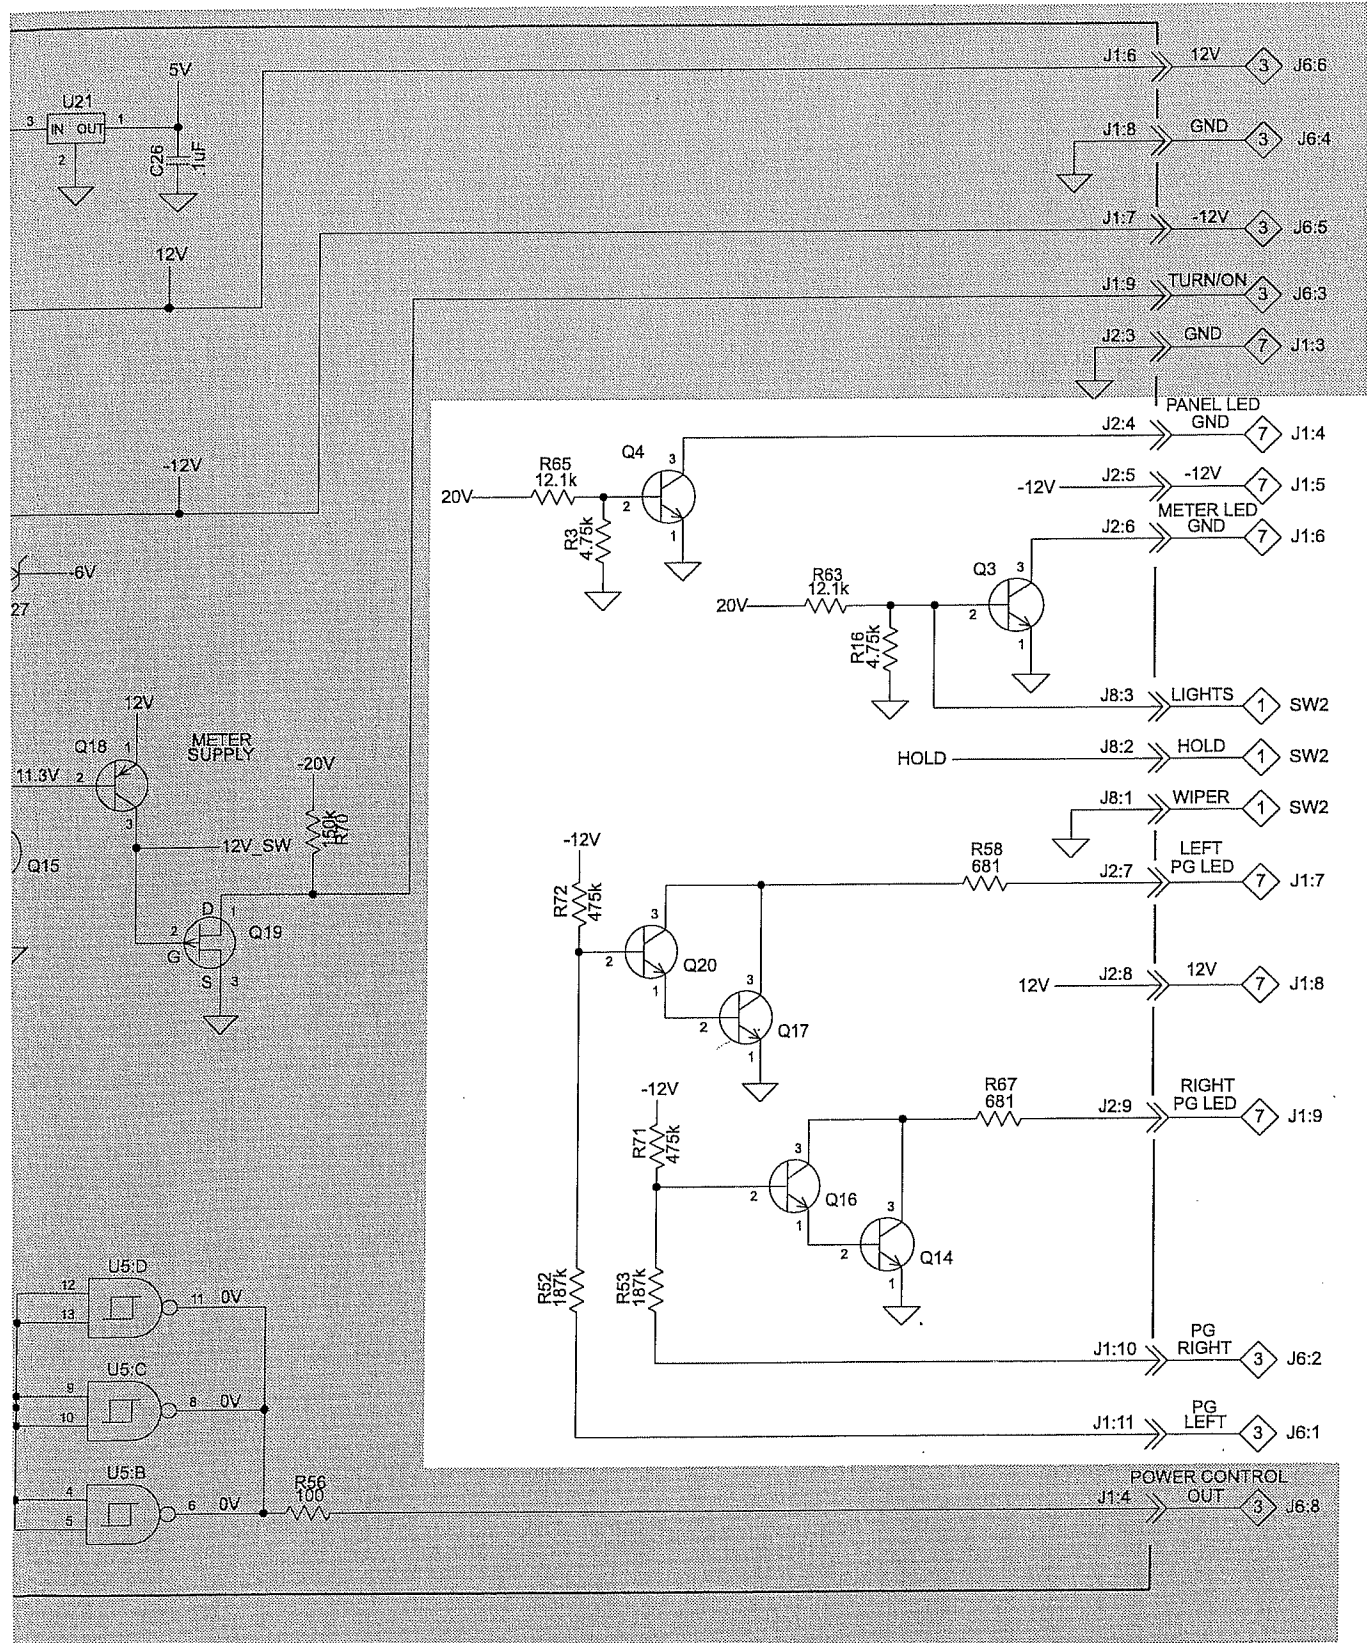 J1:6 12V 3 J6:6
5V
U21
3 IN OUT 1
2
C26
.1UF
J1:8 GND 3 J6:4
J1:7 -12V 3 J6:5
12V
J1:9 TURN/ON 3 J6:3
J2:3 GND 7 J1:3
PANEL LED
J2:4 GND 7 J1:4
Q4
3
R65
12.1k
20V
2
1
R3
4.75k
-12V
-12V J2:5 -12V 7 J1:5
METER LED
J2:6 GND 7 J1:6
-6V
27
Q3
3
R63
12.1k
20V
2
1
R16
4.75k
J8:3 LIGHTS 1 SW2
HOLD J8:2 HOLD 1 SW2
J8:1 WIPER 1 SW2
12V
Q18
1
METER
SUPPLY
11.3V 2
3
-20V
150k
R70
12V_SW
Q15
D 1
2
G
Q19
S 3
-12V
R72
475k
R58
681
LEFT
J2:7 PG LED 7 J1:7
3
2
Q20
1
3
2
Q17
1
12V J2:8 12V 7 J1:8
-12V
R71
475k
R67
681
RIGHT
J2:9 PG LED 7 J1:9
3
2
Q16
1
3
2
Q14
1
R52
187k
R53
187k
U5:D
12
13
11 0V
U5:C
9
10
8 0V
U5:B
4
5
6 0V
R56
100
PG
J1:10 RIGHT 3 J6:2
PG
J1:11 LEFT 3 J6:1
POWER CONTROL
J1:4 OUT 3 J6:8